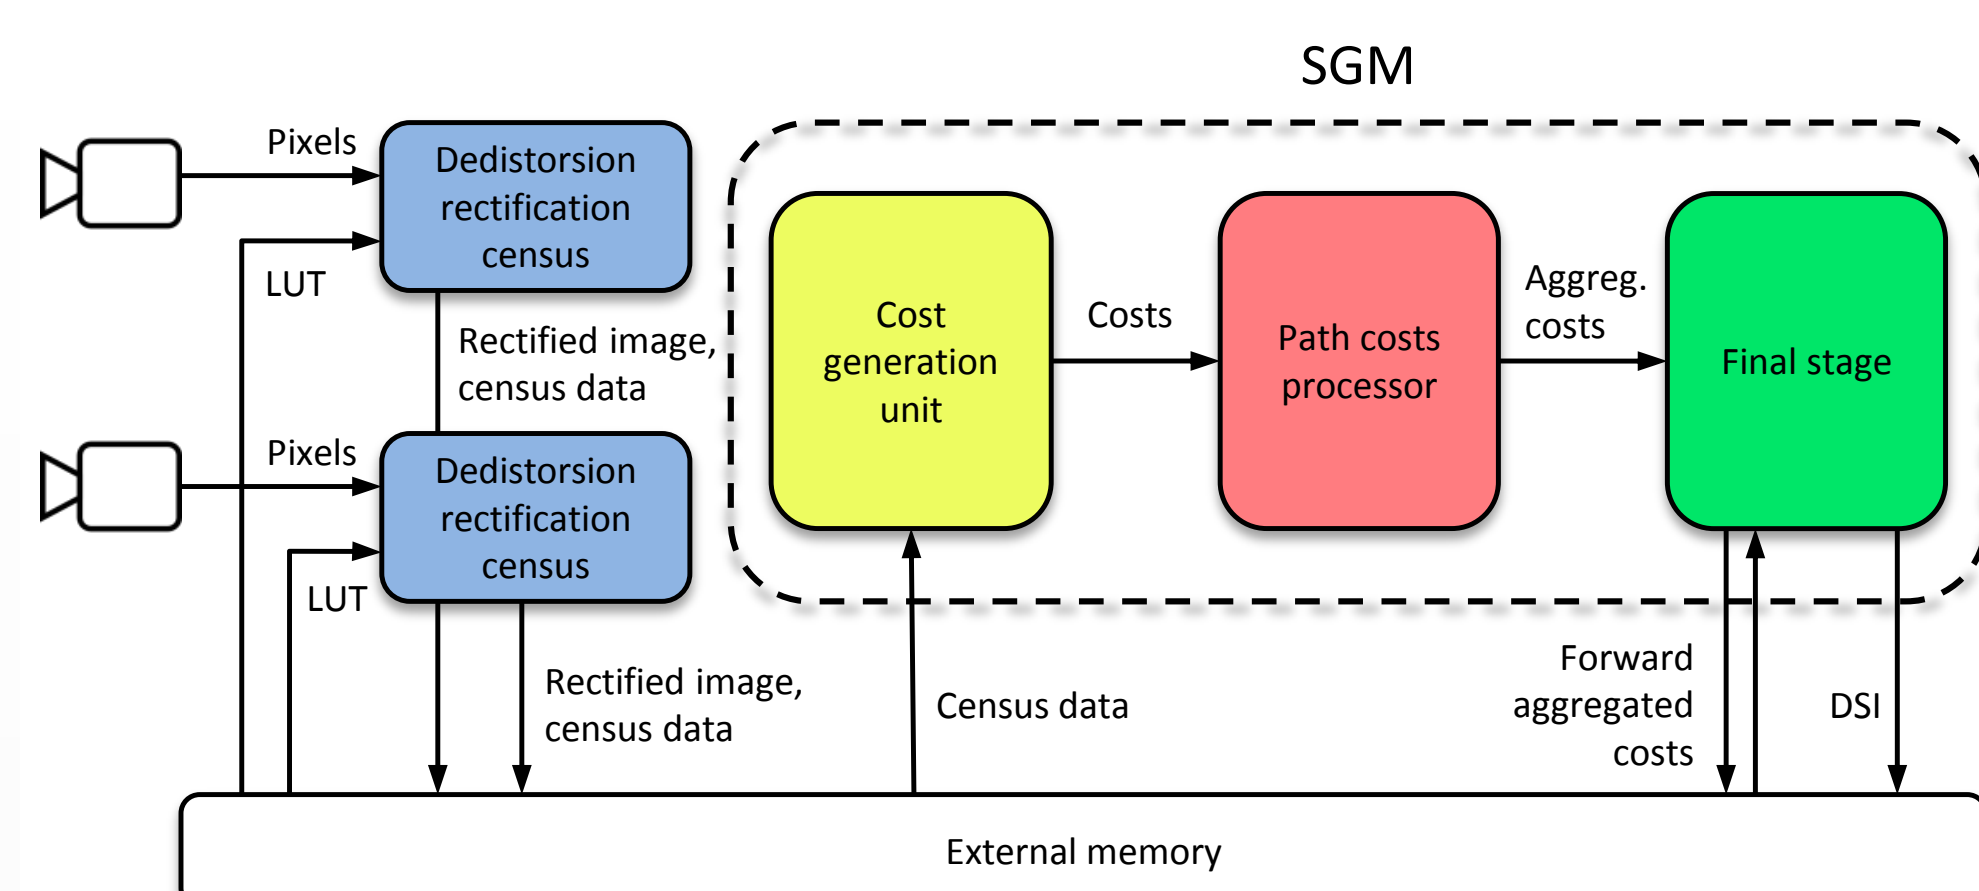 SGM
Pixels
Dedistorsion
rectification
census
LUT
Rectified image,
census data
Pixels
Dedistorsion
rectification
census
LUT
Rectified image,
census data
Cost
generation
unit
Costs
Path costs
processor
Aggreg.
costs
Final stage
Census data
Forward
aggregated
costs
DSI
External memory